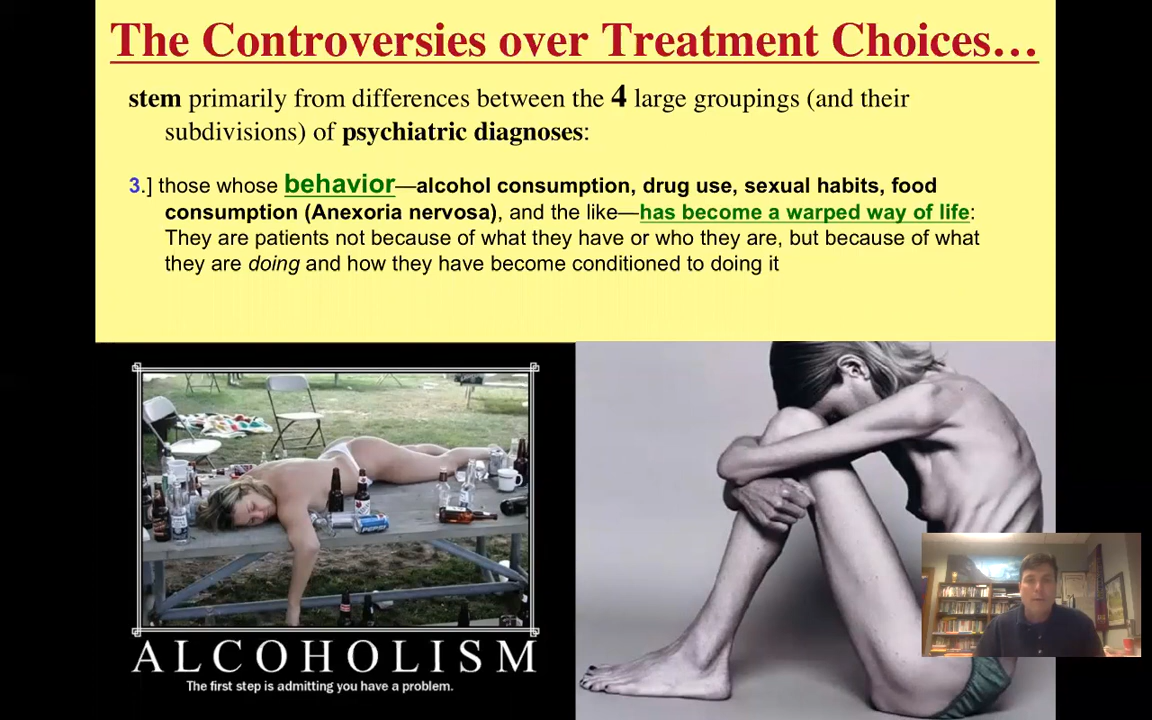 The Controversies over Treatment Choices…
stem primarily from differences between the 4 large groupings (and their
subdivisions) of psychiatric diagnoses:
3.] those whose behavior—alcohol consumption, drug use, sexual habits, food
consumption (Anexoria nervosa), and the like—has become a warped way of life:
They are patients not because of what they have or who they are, but because of what
they are doing and how they have become conditioned to doing it
PEPSI
ALCOHOLISM
The first step is admitting you have a problem.